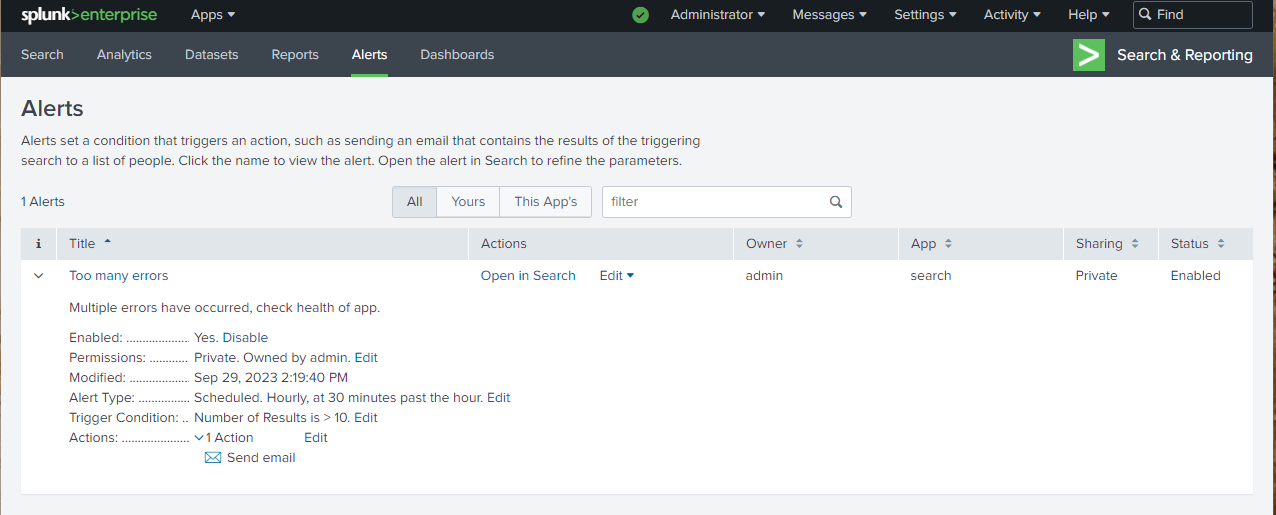 splunk>enterprise Apps Administrator Messages Settings Activity Help Find
Search Analytics Datasets Reports Alerts Dashboards Search & Reporting
Alerts
Alerts set a condition that triggers an action, such as sending an email that contains the results of the triggering
search to a list of people. Click the name to view the alert. Open the alert in Search to refine the parameters.
1 Alerts All Yours This App's filter
i Title Actions Owner App Sharing Status
Too many errors Open in Search Edit admin search Private Enabled
Multiple errors have occurred, check health of app.
Enabled: ................... Yes. Disable
Permissions: ............ Private. Owned by admin. Edit
Modified: .................. Sep 29, 2023 2:19:40 PM
Alert Type: ............... Scheduled. Hourly, at 30 minutes past the hour. Edit
Trigger Condition: .. Number of Results is > 10. Edit
Actions: .................... 1 Action Edit
Send email